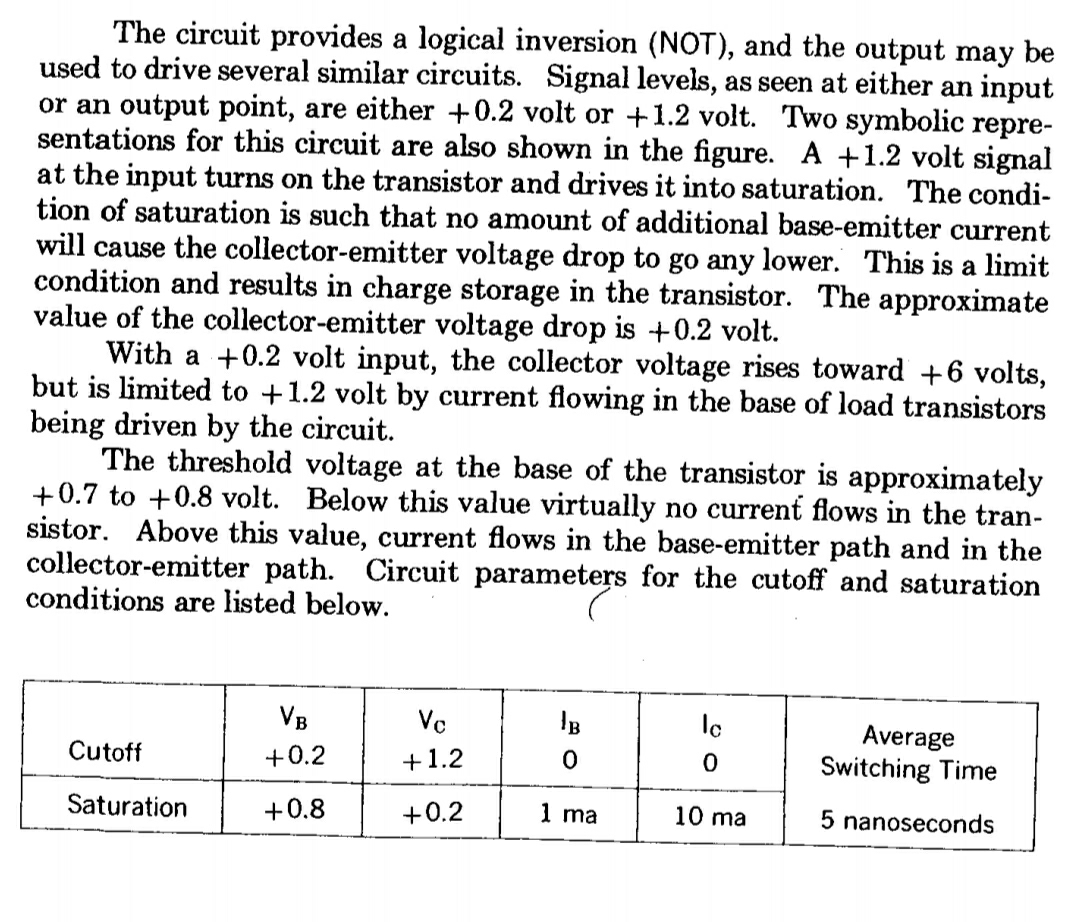 The circuit provides a logical inversion (NOT), and the output may be
used to drive several similar circuits. Signal levels, as seen at either an input
or an output point, are either +0.2 volt or +1.2 volt. Two symbolic repre-
sentations for this circuit are also shown in the figure. A +1.2 volt signal
at the input turns on the transistor and drives it into saturation. The condi-
tion of saturation is such that no amount of additional base-emitter current
will cause the collector-emitter voltage drop to go any lower. This is a limit
condition and results in charge storage in the transistor. The approximate
value of the collector-emitter voltage drop is +0.2 volt.
With a +0.2 volt input, the collector voltage rises toward +6 volts,
but is limited to +1.2 volt by current flowing in the base of load transistors
being driven by the circuit.
The threshold voltage at the base of the transistor is approximately
+0.7 to +0.8 volt. Below this value virtually no current flows in the tran-
sistor. Above this value, current flows in the base-emitter path and in the
collector-emitter path. Circuit parameters for the cutoff and saturation
conditions are listed below.
VB VC IB IC Average
Cutoff +0.2 +1.2 0 0 Switching Time
Saturation +0.8 +0.2 1 ma 10 ma 5 nanoseconds